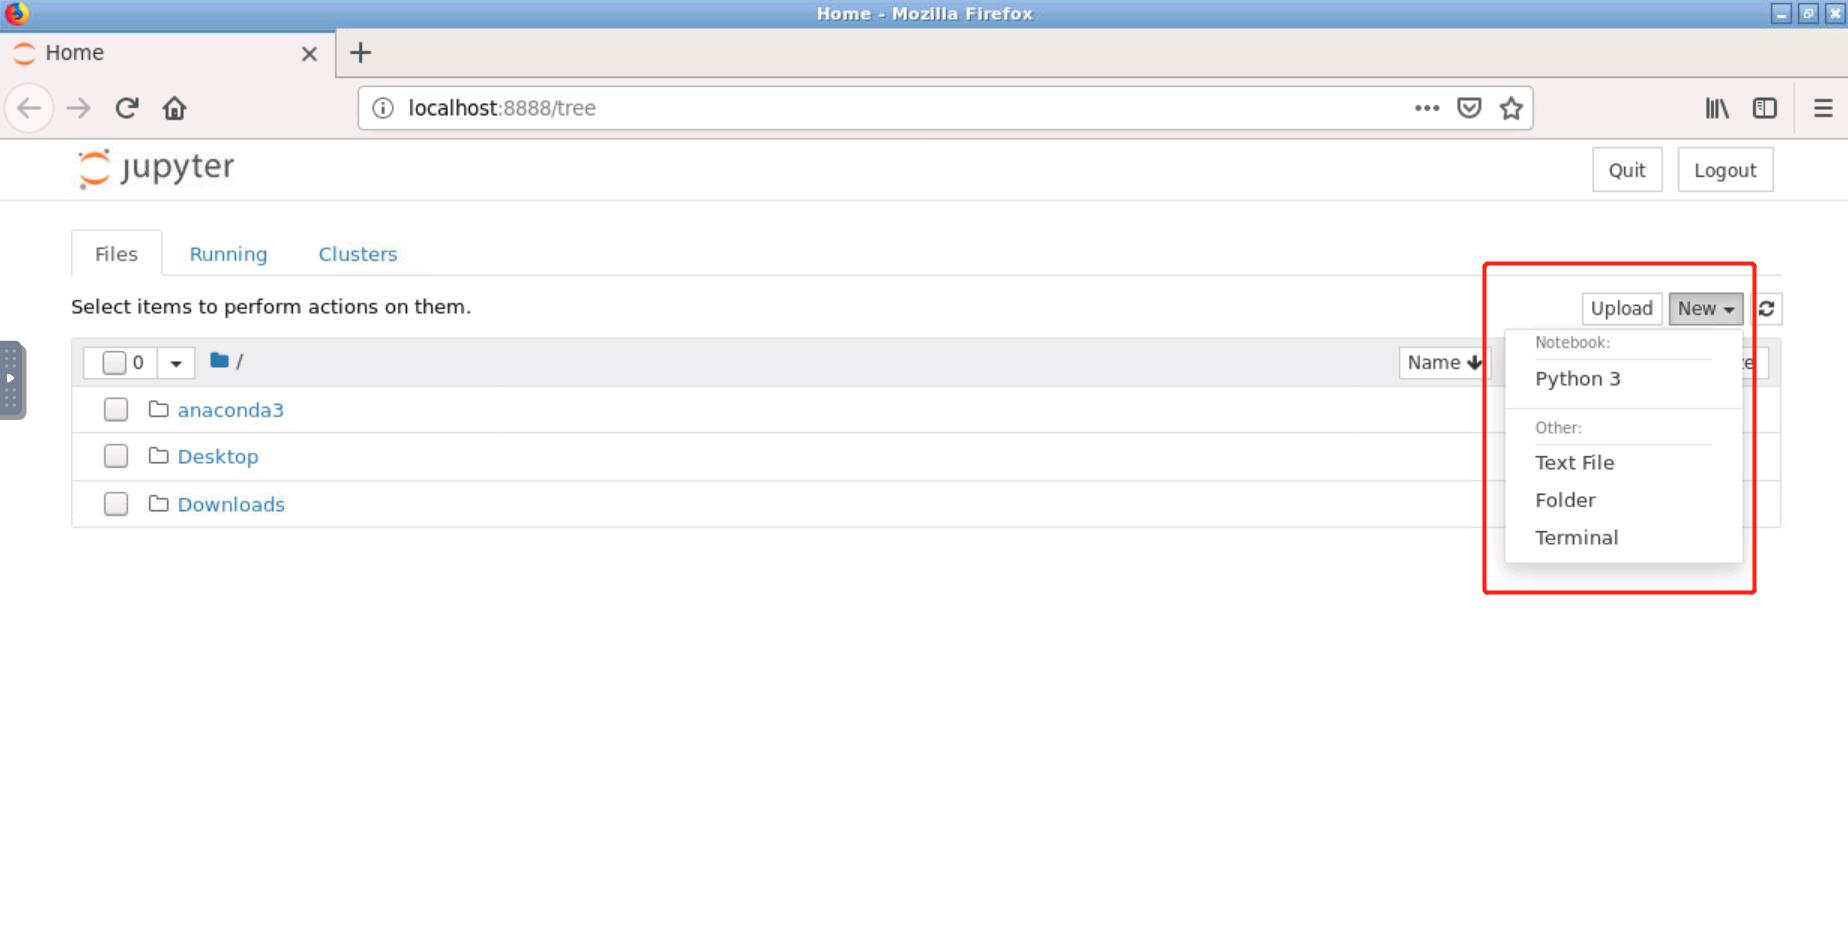 Home - Mozilla Firefox
Home
localhost:8888/tree
jupyter
Quit Logout
Files Running Clusters
Select items to perform actions on them.
Upload New
0 /
Name
Notebook:
Python 3
anaconda3
Other:
Desktop
Text File
Downloads
Folder
Terminal